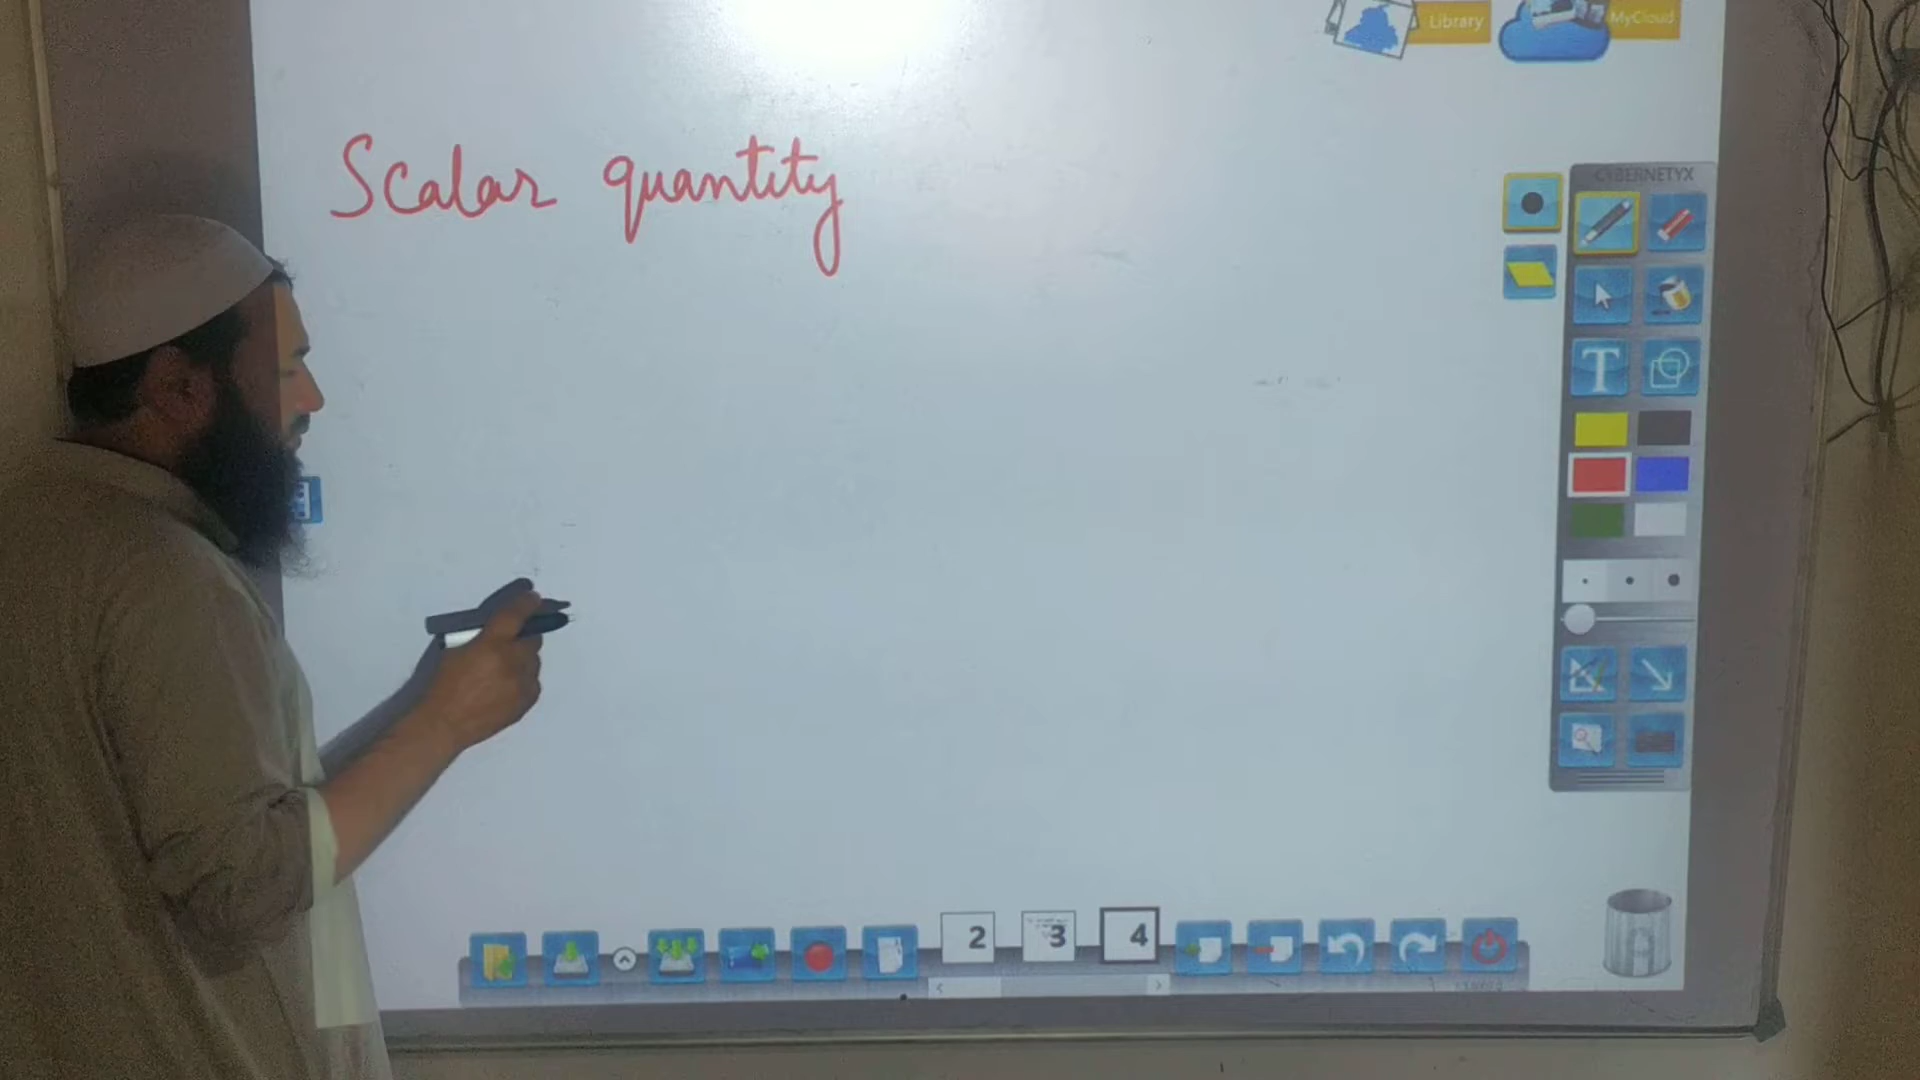 Library MyCloud
Scalar quantity
CYBERNETYX
T
2 3 4